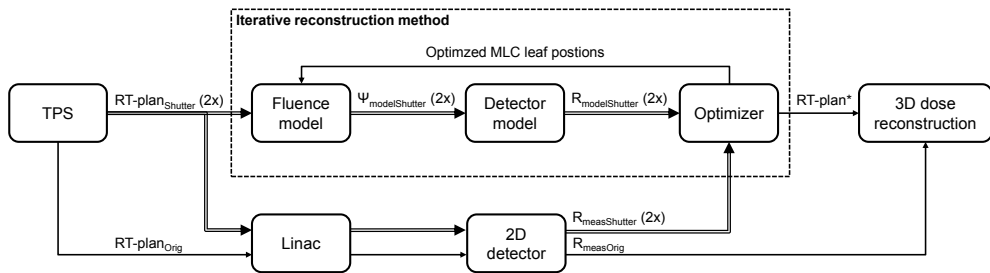 Iterative reconstruction method
Optimzed MLC leaf postions
TPS
RT-planShutter (2x)
Fluence
model
ΨmodelShutter (2x)
Detector
model
RmodelShutter (2x)
Optimizer
RT-plan*
3D dose
reconstruction
RT-planOrig
Linac
2D
detector
RmeasShutter (2x)
RmeasOrig